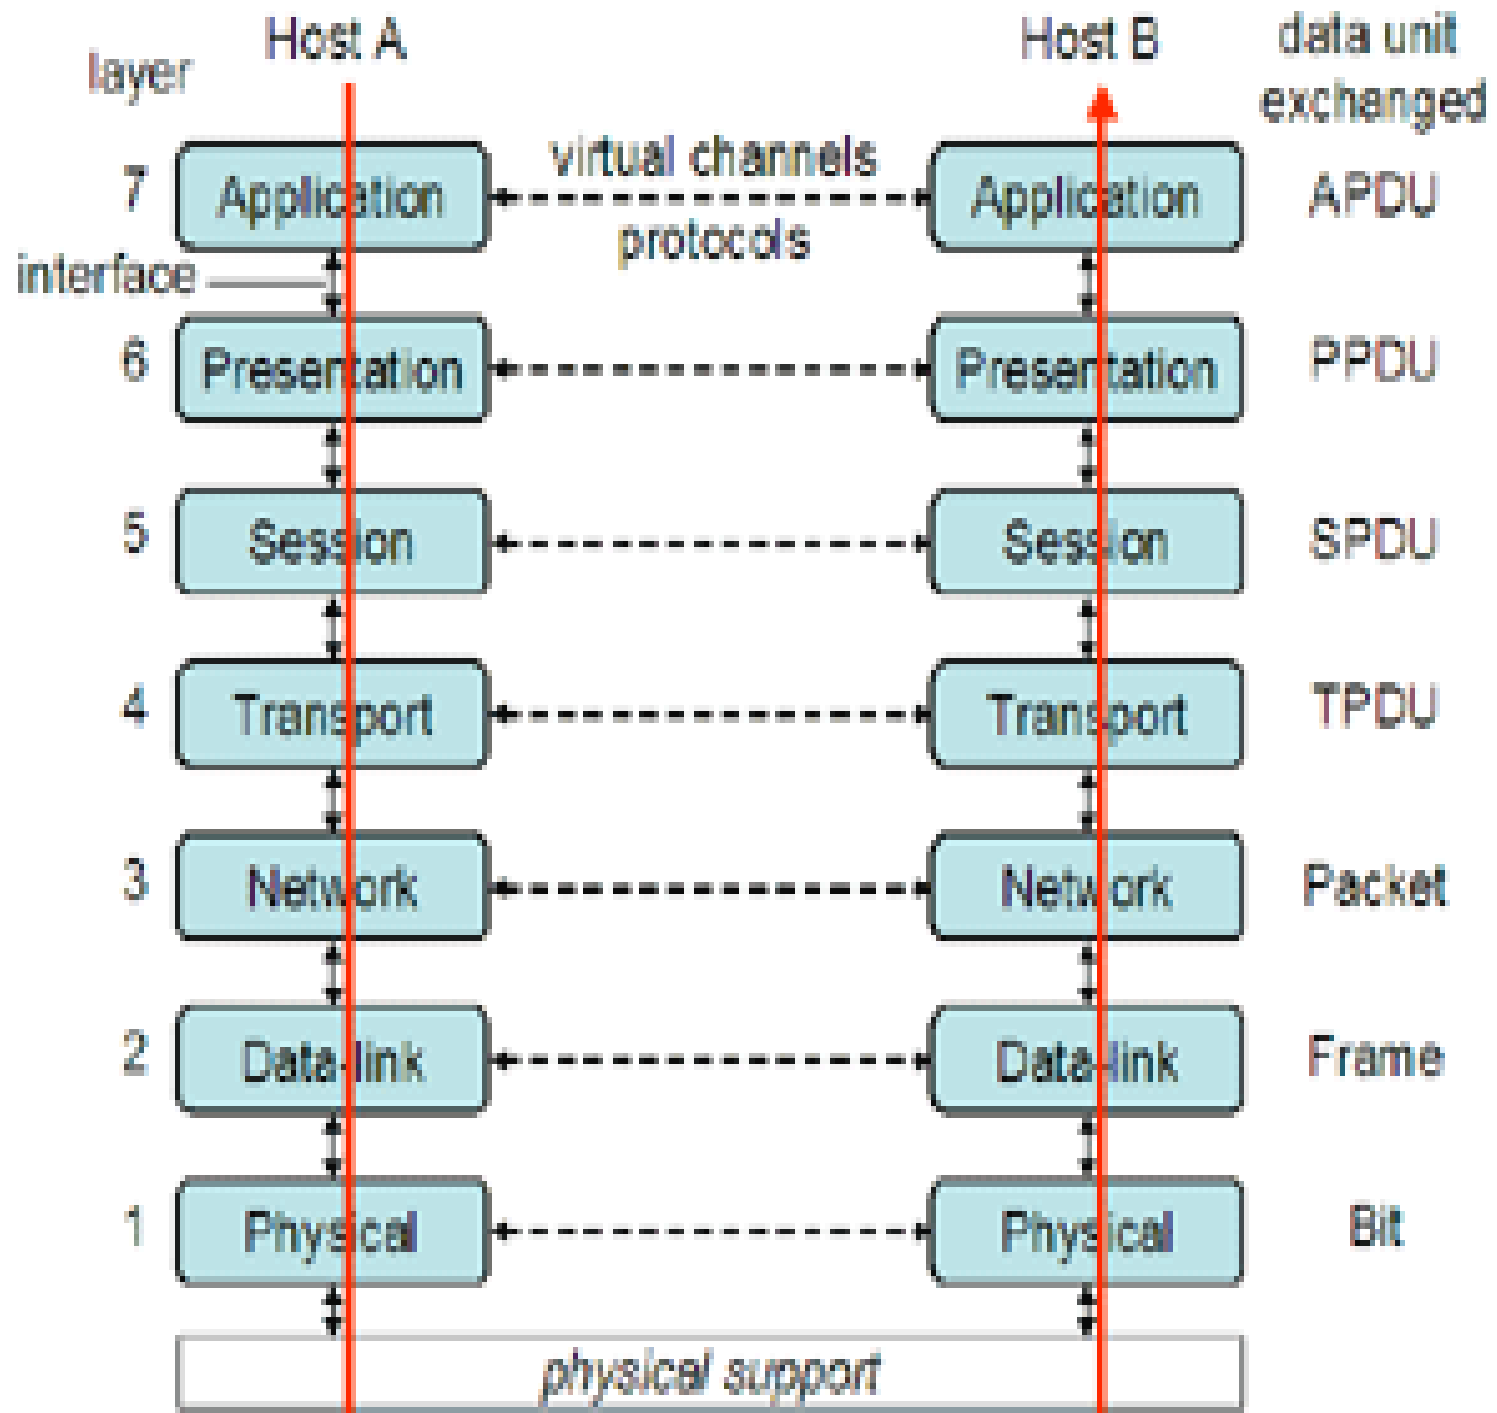 layer
Host A
Host B
data unit
exchanged
7
Application
virtual channels
protocols
Application
APDU
interface
6
Presentation
Presentation
PPDU
5
Session
Session
SPDU
4
Transport
Transport
TPDU
3
Network
Network
Packet
2
Data-link
Data-link
Frame
1
Physical
Physical
Bit
physical support